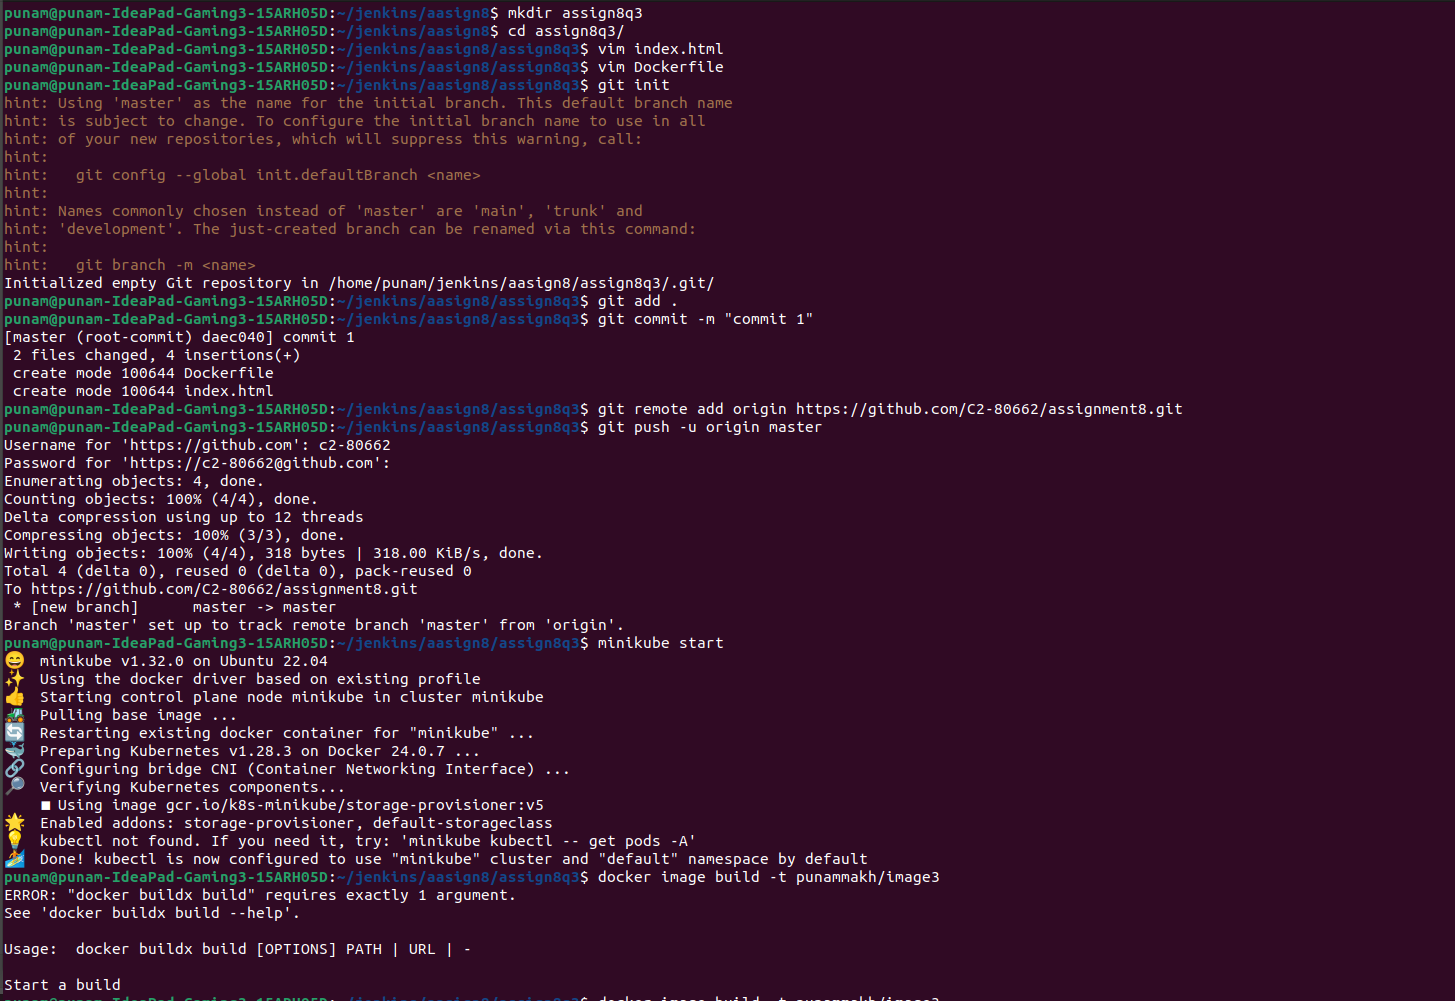 punam@punam-IdeaPad-Gaming3-15ARH05D:~/jenkins/aasign8$ mkdir assign8q3
punam@punam-IdeaPad-Gaming3-15ARH05D:~/jenkins/aasign8$ cd assign8q3/
punam@punam-IdeaPad-Gaming3-15ARH05D:~/jenkins/aasign8/assign8q3$ vim index.html
punam@punam-IdeaPad-Gaming3-15ARH05D:~/jenkins/aasign8/assign8q3$ vim Dockerfile
punam@punam-IdeaPad-Gaming3-15ARH05D:~/jenkins/aasign8/assign8q3$ git init
hint: Using 'master' as the name for the initial branch. This default branch name
hint: is subject to change. To configure the initial branch name to use in all
hint: of your new repositories, which will suppress this warning, call:
hint:
hint:   git config --global init.defaultBranch <name>
hint:
hint: Names commonly chosen instead of 'master' are 'main', 'trunk' and
hint: 'development'. The just-created branch can be renamed via this command:
hint:
hint:   git branch -m <name>
Initialized empty Git repository in /home/punam/jenkins/aasign8/assign8q3/.git/
punam@punam-IdeaPad-Gaming3-15ARH05D:~/jenkins/aasign8/assign8q3$ git add .
punam@punam-IdeaPad-Gaming3-15ARH05D:~/jenkins/aasign8/assign8q3$ git commit -m "commit 1"
[master (root-commit) daec040] commit 1
 2 files changed, 4 insertions(+)
 create mode 100644 Dockerfile
 create mode 100644 index.html
punam@punam-IdeaPad-Gaming3-15ARH05D:~/jenkins/aasign8/assign8q3$ git remote add origin https://github.com/C2-80662/assignment8.git
punam@punam-IdeaPad-Gaming3-15ARH05D:~/jenkins/aasign8/assign8q3$ git push -u origin master
Username for 'https://github.com': c2-80662
Password for 'https://c2-80662@github.com':
Enumerating objects: 4, done.
Counting objects: 100% (4/4), done.
Delta compression using up to 12 threads
Compressing objects: 100% (3/3), done.
Writing objects: 100% (4/4), 318 bytes | 318.00 KiB/s, done.
Total 4 (delta 0), reused 0 (delta 0), pack-reused 0
To https://github.com/C2-80662/assignment8.git
 * [new branch]      master -> master
Branch 'master' set up to track remote branch 'master' from 'origin'.
punam@punam-IdeaPad-Gaming3-15ARH05D:~/jenkins/aasign8/assign8q3$ minikube start
😄  minikube v1.32.0 on Ubuntu 22.04
✨  Using the docker driver based on existing profile
👍  Starting control plane node minikube in cluster minikube
🚜  Pulling base image ...
🔄  Restarting existing docker container for "minikube" ...
🐳  Preparing Kubernetes v1.28.3 on Docker 24.0.7 ...
🔗  Configuring bridge CNI (Container Networking Interface) ...
🔎  Verifying Kubernetes components...
    ■ Using image gcr.io/k8s-minikube/storage-provisioner:v5
🌟  Enabled addons: storage-provisioner, default-storageclass
💡  kubectl not found. If you need it, try: 'minikube kubectl -- get pods -A'
🏄  Done! kubectl is now configured to use "minikube" cluster and "default" namespace by default
punam@punam-IdeaPad-Gaming3-15ARH05D:~/jenkins/aasign8/assign8q3$ docker image build -t punammakh/image3
ERROR: "docker buildx build" requires exactly 1 argument.
See 'docker buildx build --help'.

Usage:  docker buildx build [OPTIONS] PATH | URL | -

Start a build
punam@punam-IdeaPad-Gaming3-15ARH05D:~/jenkins/aasign8/assign8q3$ docker image build -t punammakh/image3